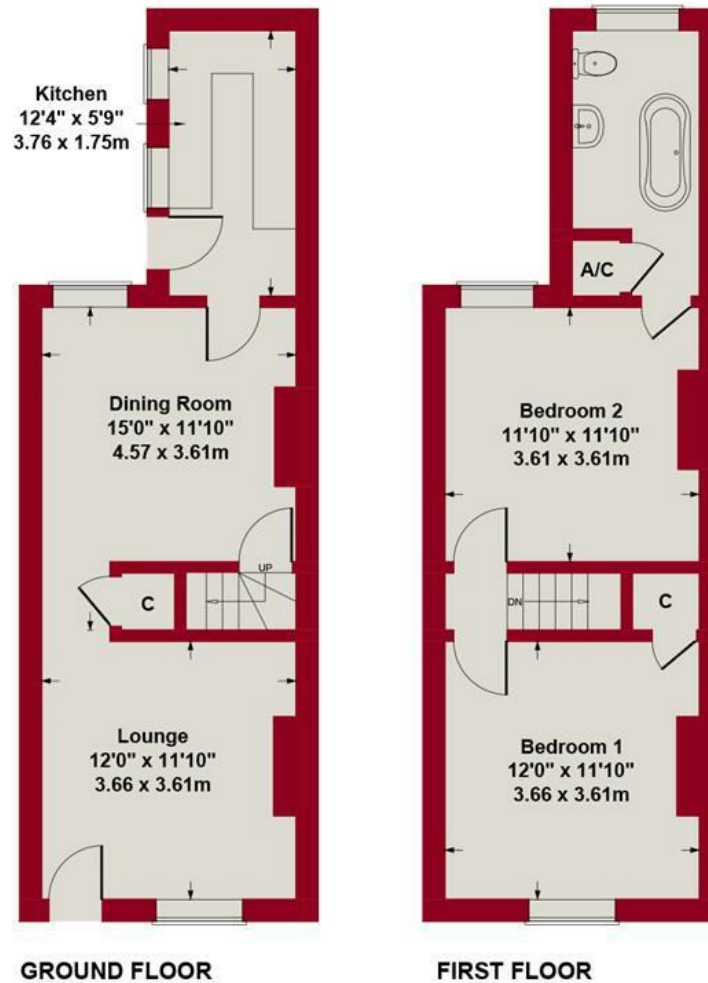 Kitchen
12'4" x 5'9"
3.76 x 1.75m
Dining Room
15'0" x 11'10"
4.57 x 3.61m
UP
C
Lounge
12'0" x 11'10"
3.66 x 3.61m
GROUND FLOOR
A/C
Bedroom 2
11'10" x 11'10"
3.61 x 3.61m
DN
C
Bedroom 1
12'0" x 11'10"
3.66 x 3.61m
FIRST FLOOR